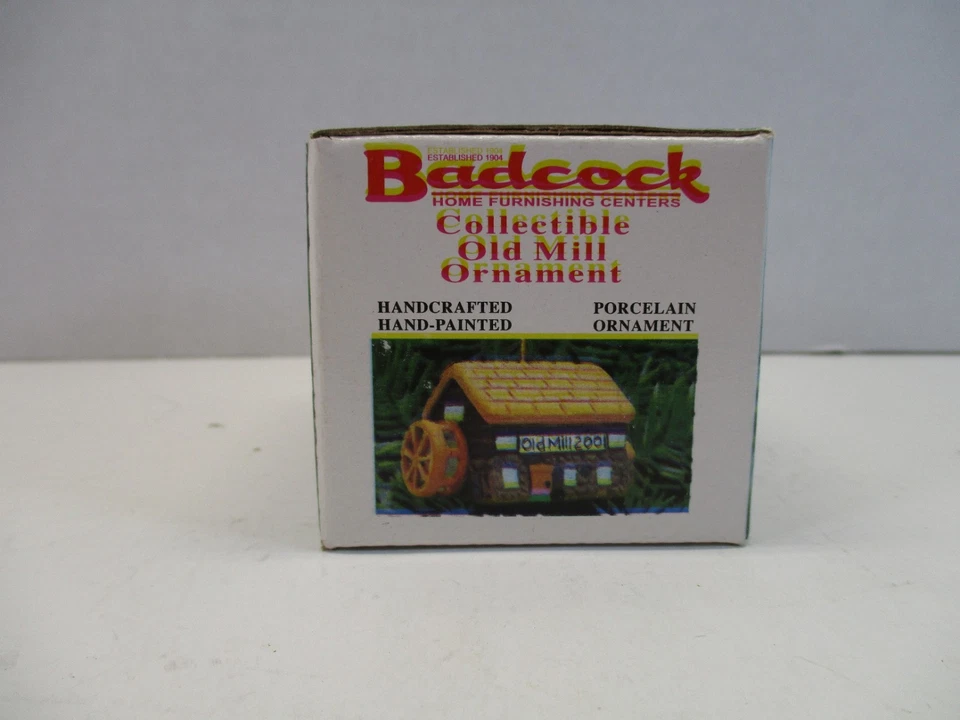 ESTABLISHED 1904
Badcock
HOME FURNISHING CENTERS
Collectible
Old Mill
Ornament
HANDCRAFTED PORCELAIN
HAND-PAINTED ORNAMENT
Old Mill 2001